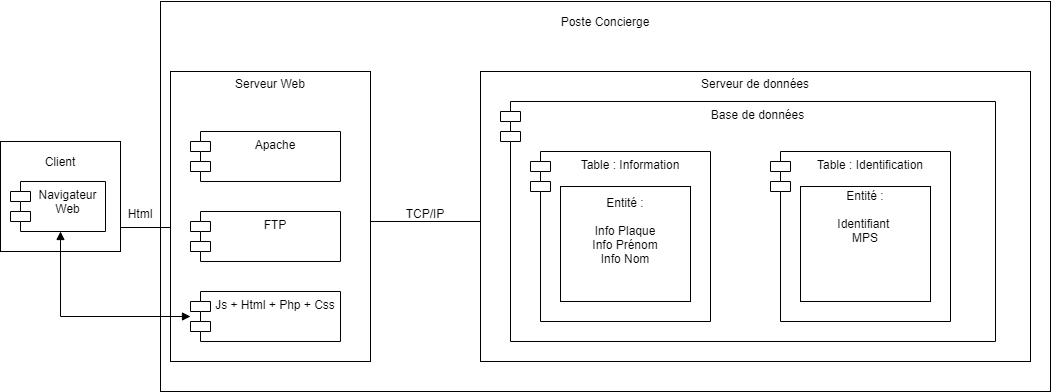 Poste Concierge
Serveur Web
Serveur de données
Base de données
Apache
Client
Table : Information
Table : Identification
Navigateur
Web
Entité :
Entité :
Html
TCP/IP
FTP
Info Plaque
Info Prénom
Info Nom
Identifiant
MPS
Js + Html + Php + Css